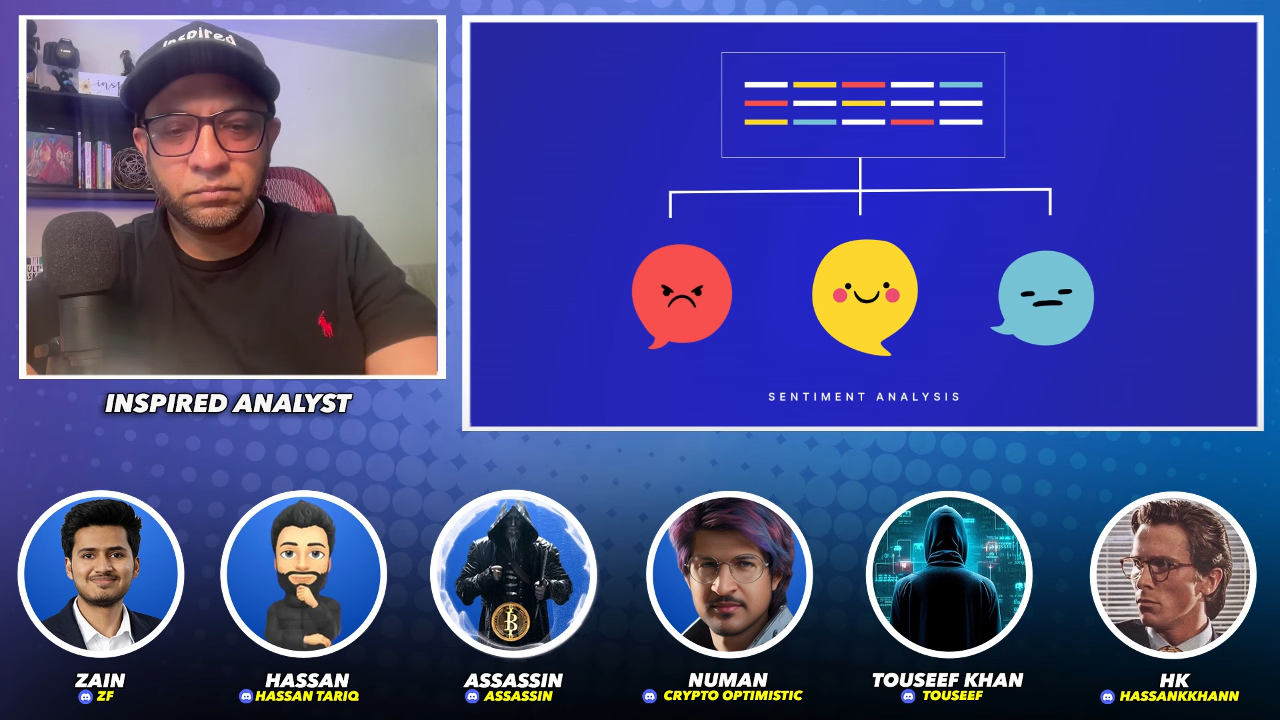 inspired
INSPIRED ANALYST
SENTIMENT ANALYSIS
ZAIN
ZF
HASSAN
HASSAN TARIQ
ASSASSIN
ASSASSIN
NUMAN
CRYPTO OPTIMISTIC
TOUSEEF KHAN
TOUSEEF
HK
HASSANKKHANN